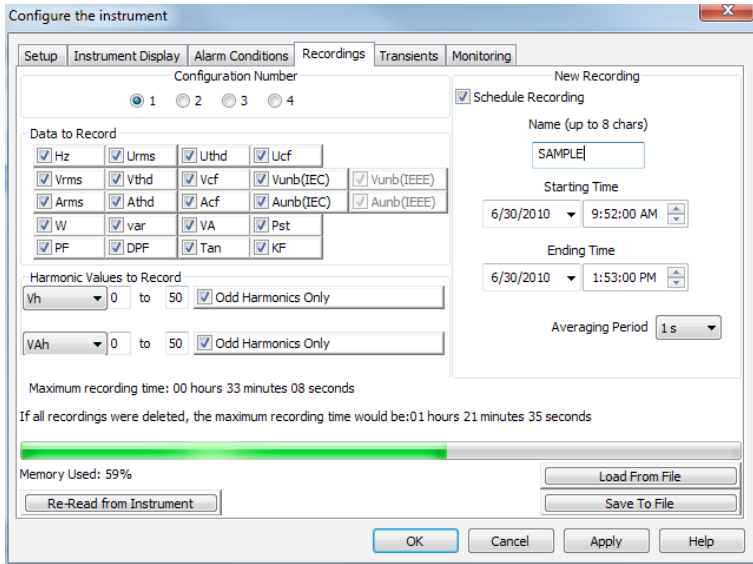 Configure the instrument
x
Setup Instrument Display Alarm Conditions Recordings Transients Monitoring
Configuration Number
1 2 3 4
Data to Record
Hz Urms Uthd Ucf
Vrms Vthd Vcf Vunb(IEC) Vunb(IEEE)
Arms Athd Acf Aunb(IEC) Aunb(IEEE)
W var VA Pst
PF DPF Tan KF
Harmonic Values to Record
Vh 0 to 50 Odd Harmonics Only
VAh 0 to 50 Odd Harmonics Only
New Recording
Schedule Recording
Name (up to 8 chars)
SAMPLE
Starting Time
6/30/2010 9:52:00 AM
Ending Time
6/30/2010 1:53:00 PM
Averaging Period 1 s
Maximum recording time: 00 hours 33 minutes 08 seconds
If all recordings were deleted, the maximum recording time would be:01 hours 21 minutes 35 seconds
Memory Used: 59%
Load From File
Re-Read from Instrument
Save To File
OK Cancel Apply Help